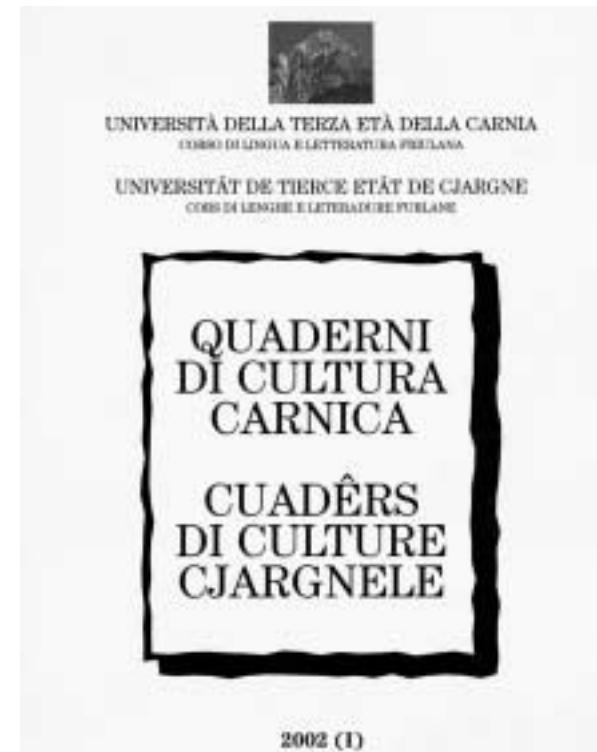 UNIVERSITÀ DELLA TERZA ETÀ DELLA CARNIA
CORSO DI LINGUA E LETTERATURA FRIULANA
UNIVERSITÂT DE TIERCE ETÂT DE CJARGNE
CORS DI LENGHE E LETERADURE FURLANE
QUADERNI
DI CULTURA
CARNICA
CUADÊRS
DI CULTURE
CJARGNELE
2002 (I)